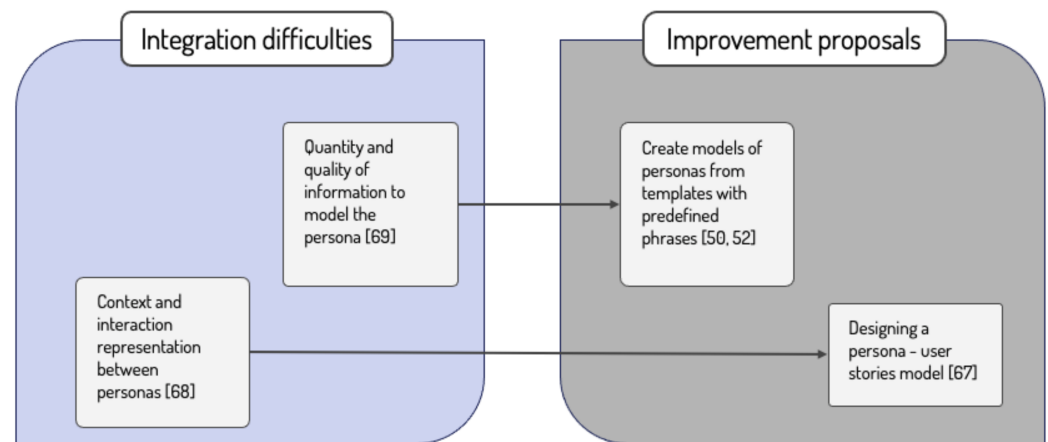 Integration difficulties
Improvement proposals
Quantity and
quality of
information to
model the
persona [69]
Create models of
personas from
templates with
predefined
phrases [50, 52]
Context and
interaction
representation
between
personas [68]
Designing a
persona - user
stories model [67]